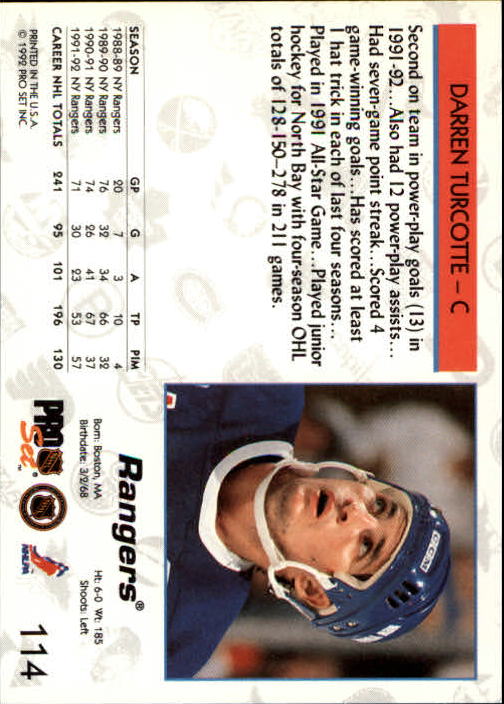 DARREN TURCOTTE – C
Second on team in power-play goals (13) in
1991-92...Also had 12 power-play assists...
Had seven-game point streak...Scored 4
game-winning goals...Has scored at least
1 hat trick in each of last four seasons...
Played in 1991 All-Star Game...Played junior
hockey for North Bay with four-season OHL
totals of 128-150–278 in 211 games.
SEASON GP G A TP PIM
1988-89 NY Rangers 20 7 3 10 4
1989-90 NY Rangers 76 32 34 66 32
1990-91 NY Rangers 74 26 41 67 37
1991-92 NY Rangers 71 30 23 53 57
CAREER NHL TOTALS 241 95 101 196 130
PRINTED IN THE U.S.A.
© 1992 PRO SET INC.
CCM
Rangers®
Born: Boston, MA Ht: 6-0 Wt: 185
Birthdate: 3/2/68 Shoots: Left
PRO Set™ ® NHL NHLPA 114